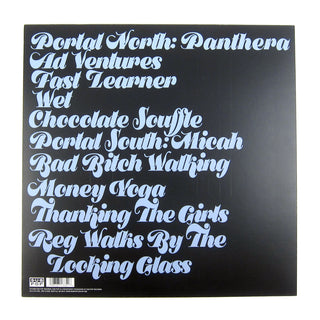 Portal North: Panthera
Ad Ventures
Fast Learner
Wet
Chocolate Souffle
Portal South: Micah
Bad Bitch Walking
Money Yoga
Thanking The Girls
Reg Walks By The
Looking Glass